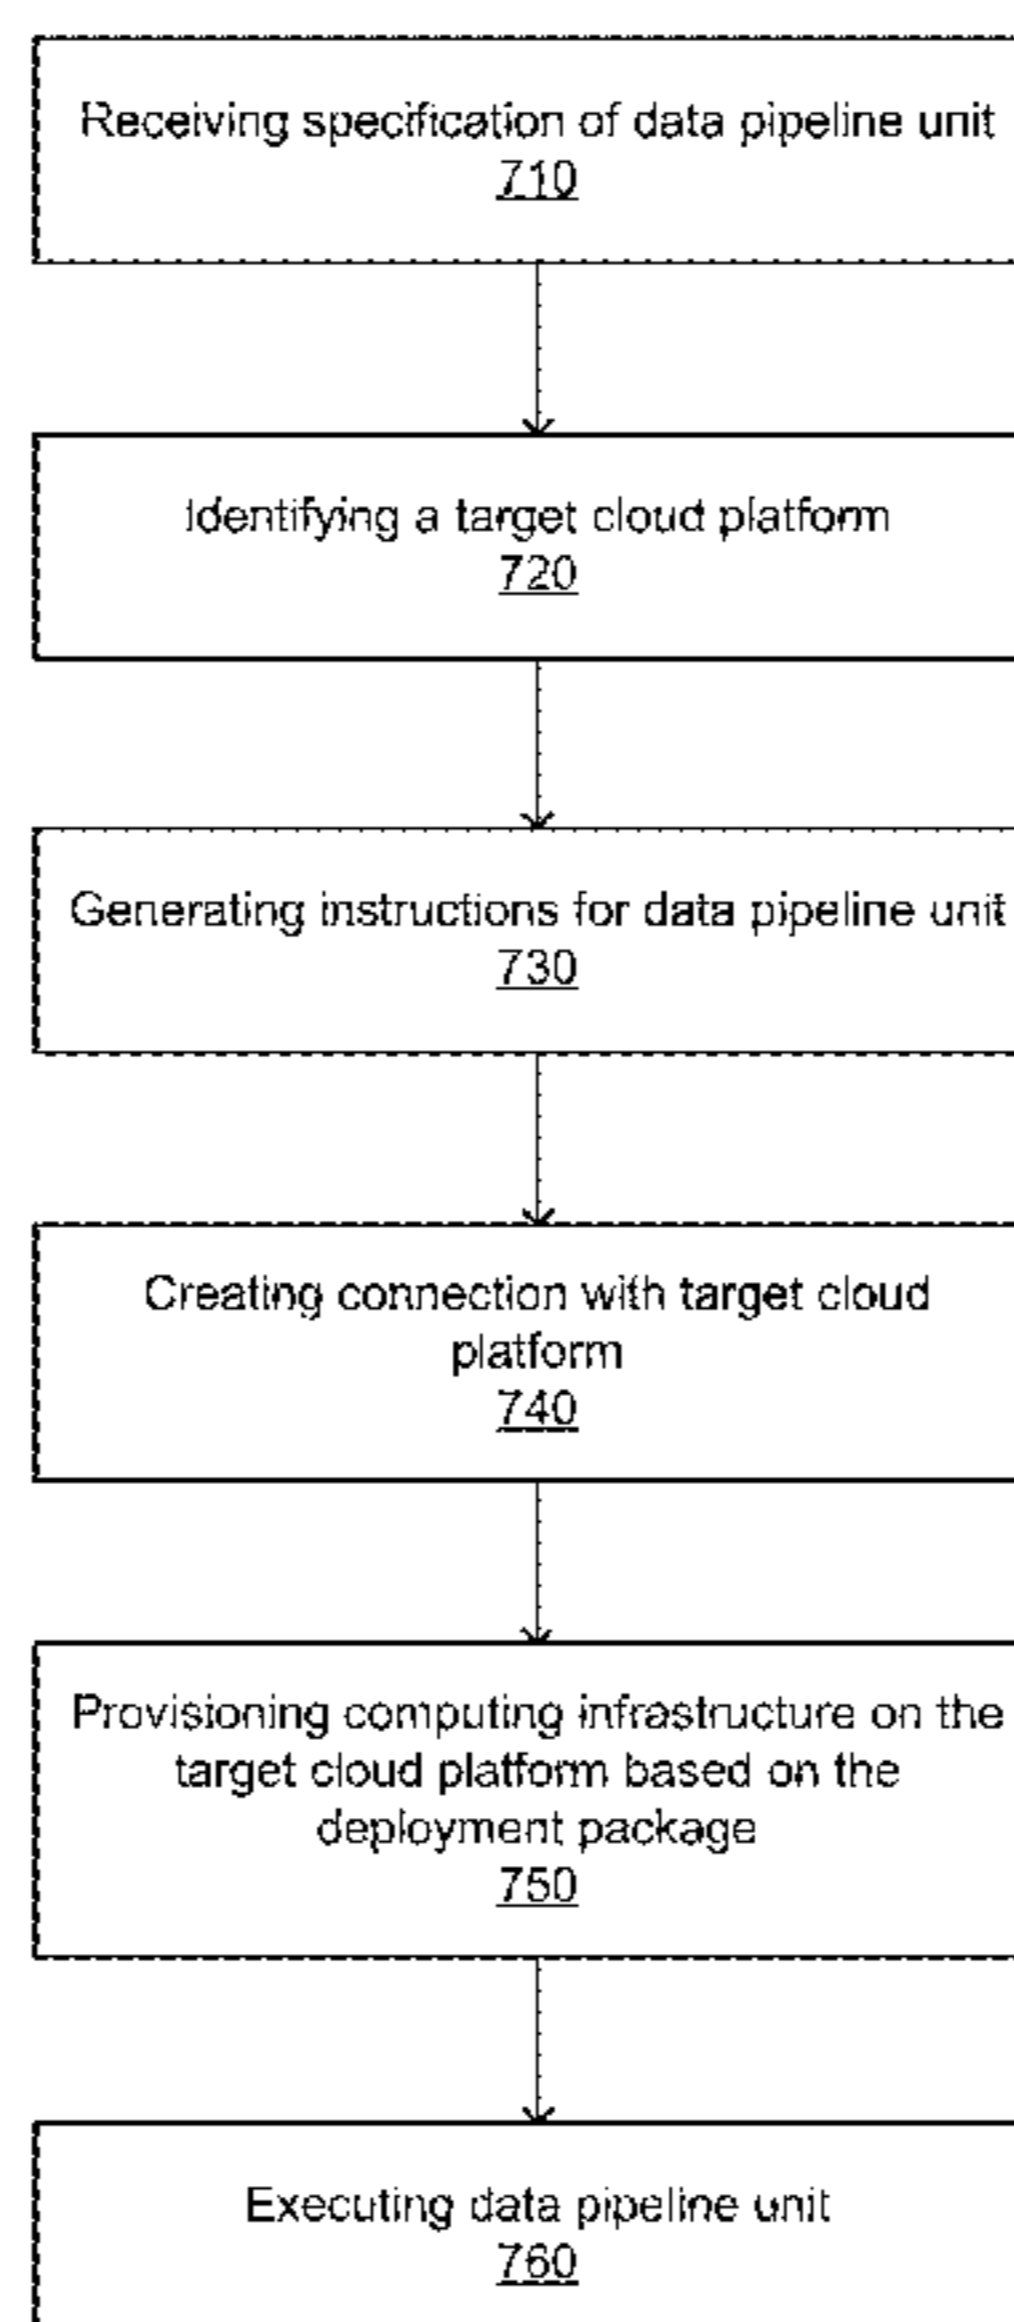 Receiving specification of data pipeline unit
710
Identifying a target cloud platform
720
Generating instructions for data pipeline unit
730
Creating connection with target cloud
platform
740
Provisioning computing infrastructure on the
target cloud platform based on the
deployment package
750
Executing data pipeline unit
760